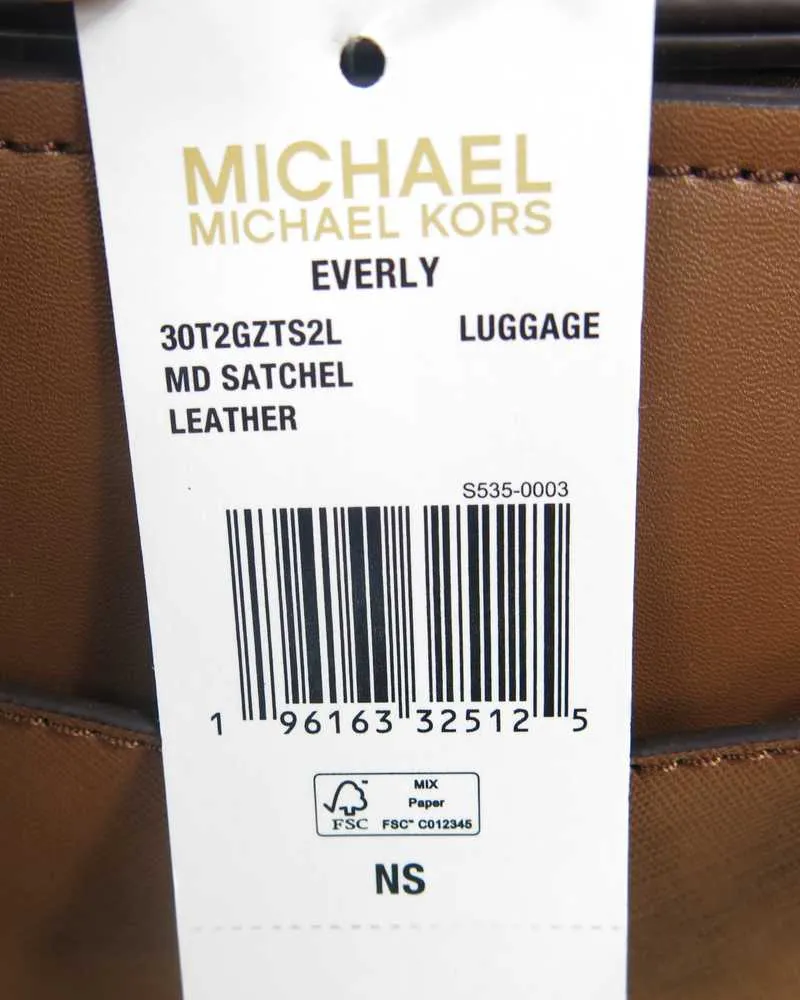 MICHAEL
MICHAEL KORS
EVERLY
30T2GZTS2L LUGGAGE
MD SATCHEL
LEATHER
S535-0003
1 96163 32512 5
FSC
MIX
Paper
FSC™ C012345
NS